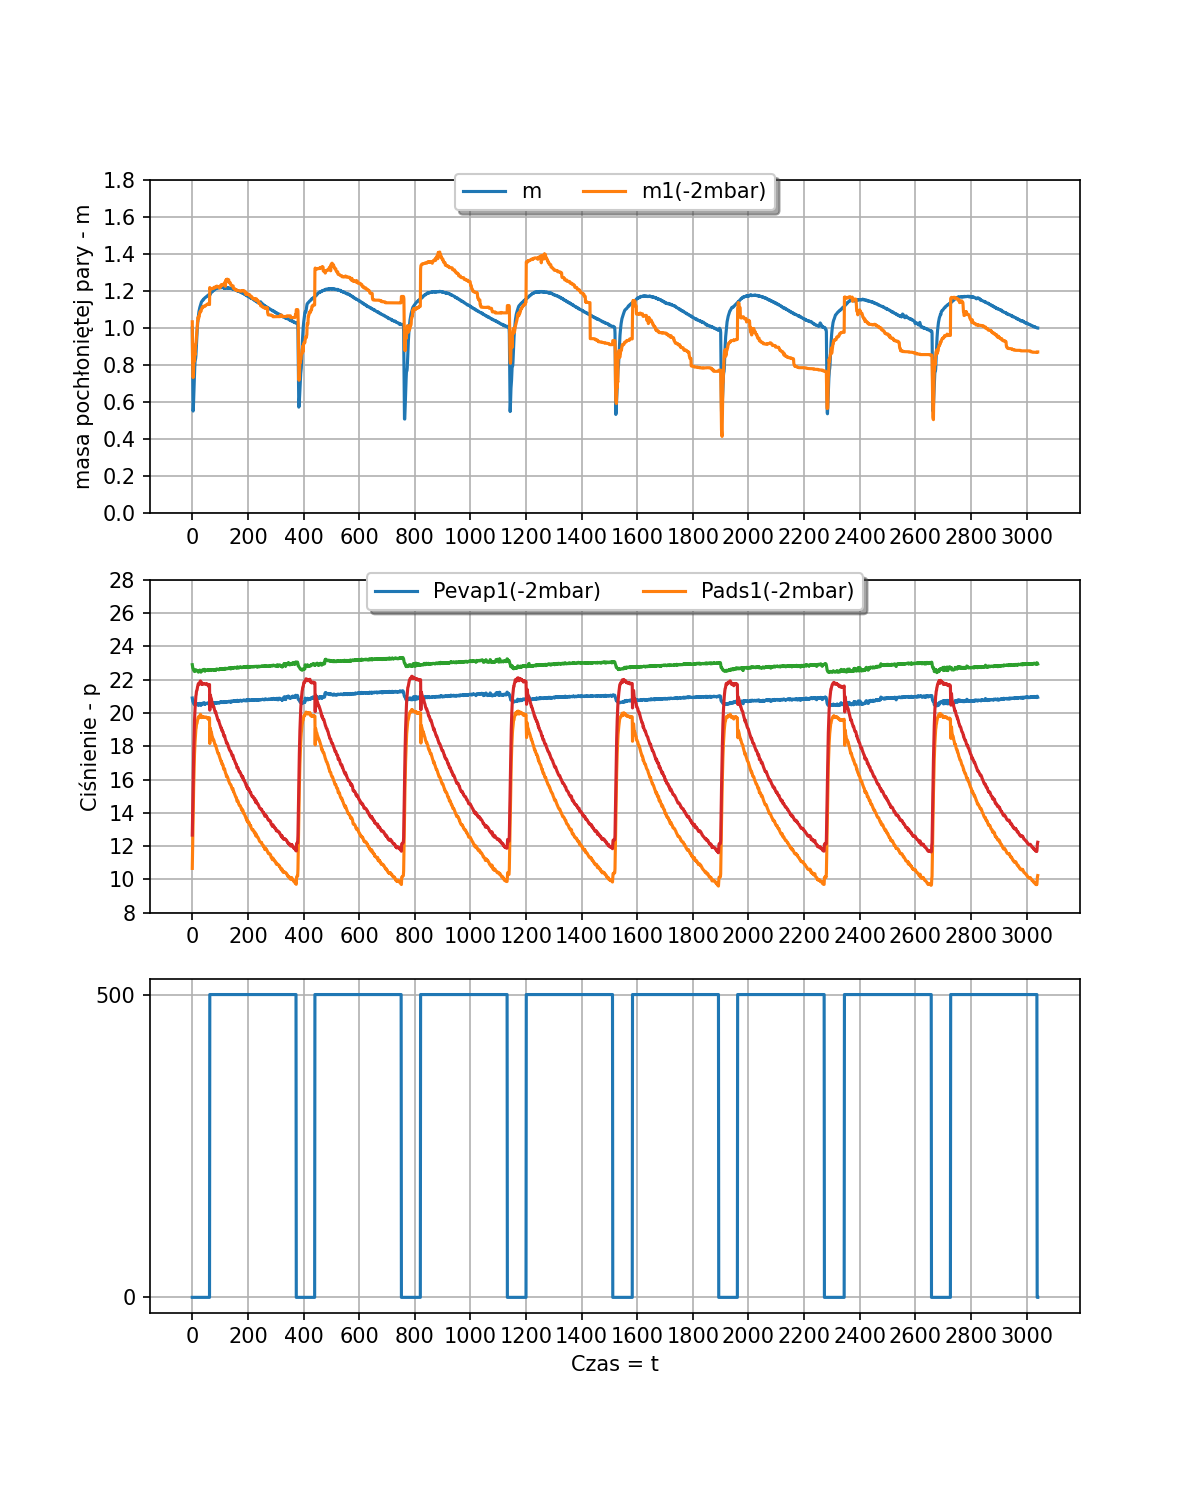 m m1(-2mbar)
masa pochłoniętej pary - m
1.8
1.6
1.4
1.2
1.0
0.8
0.6
0.4
0.2
0.0
0 200 400 600 800 1000 1200 1400 1600 1800 2000 2200 2400 2600 2800 3000
Pevap1(-2mbar) Pads1(-2mbar)
Ciśnienie - p
28
26
24
22
20
18
16
14
12
10
8
0 200 400 600 800 1000 1200 1400 1600 1800 2000 2200 2400 2600 2800 3000
500
0
0 200 400 600 800 1000 1200 1400 1600 1800 2000 2200 2400 2600 2800 3000
Czas = t